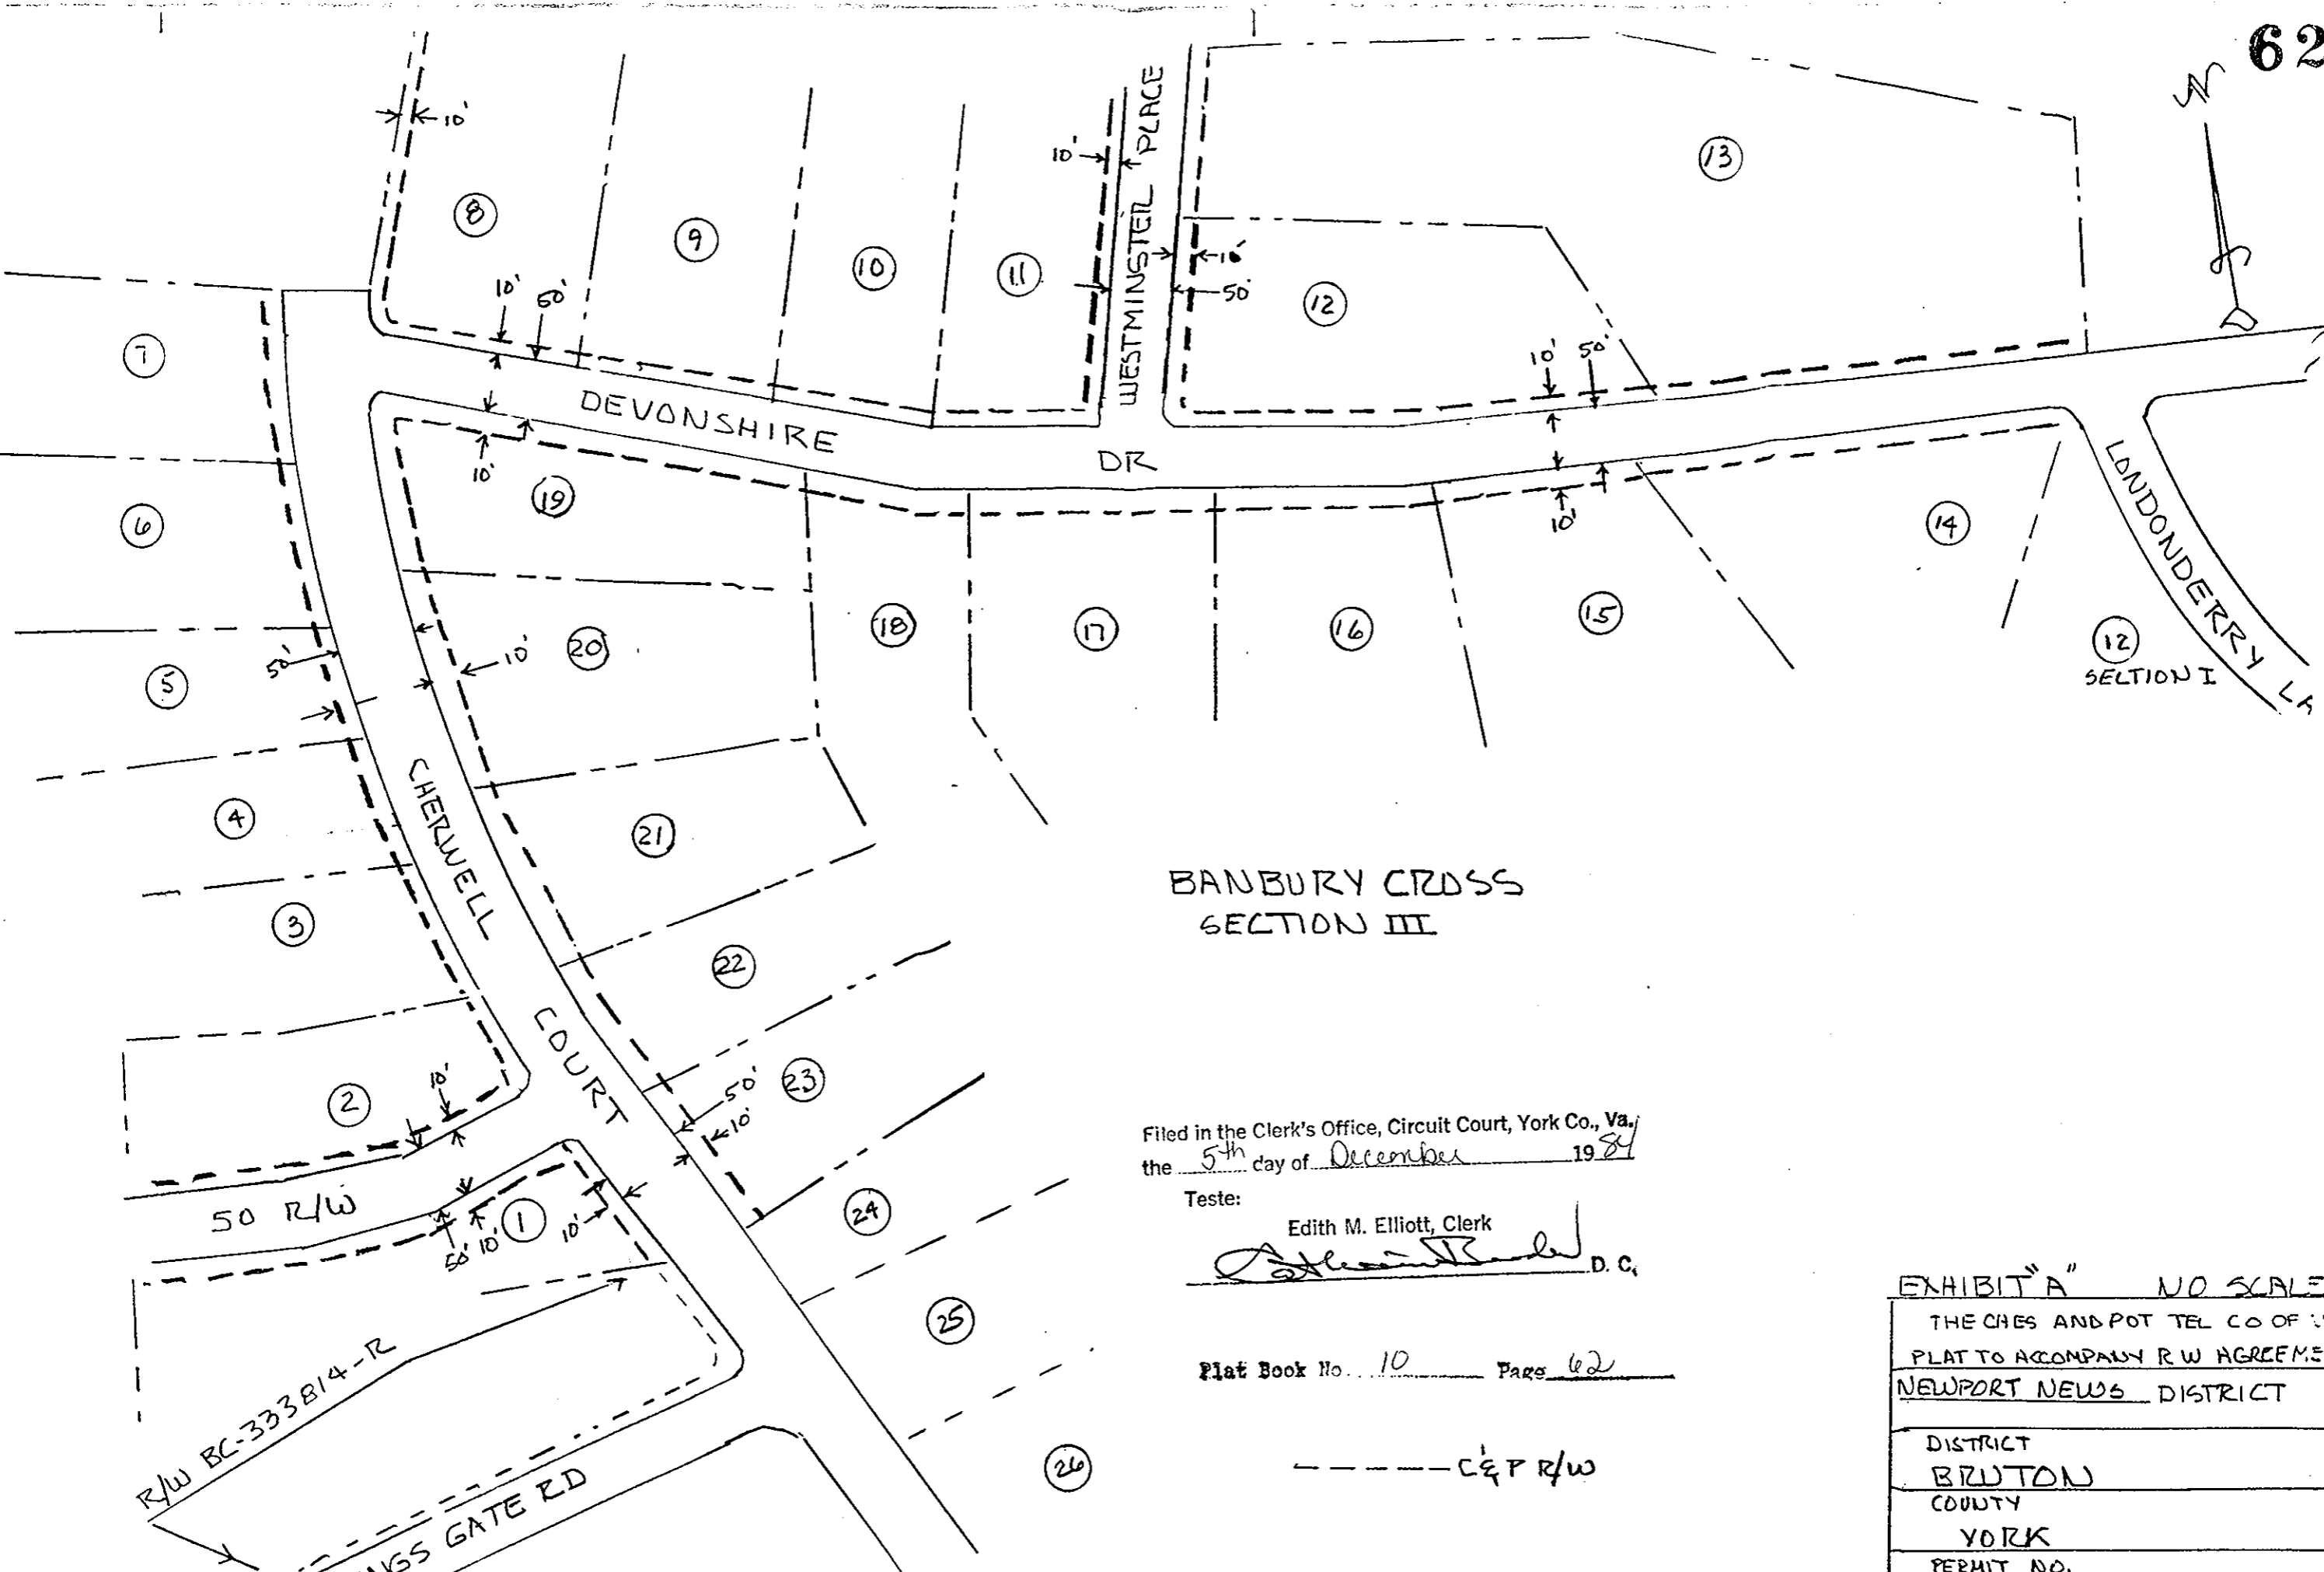 62
N
10'
WESTMINSTER PLACE
10'
13
8
9
10
11
10'
50'
12
10'
50'
10'
50'
7
DEVONSHIRE
DR
10'
19
10'
6
14
LONDONDERRY LA
18
17
16
15
12
SECTION I
50'
10'
20
5
CHERWELL
4
21
BANBURY CROSS
SECTION III
3
22
COURT
2
10'
50'
10'
23
Filed in the Clerk's Office, Circuit Court, York Co., Va.,
the 5th day of December 1984
Teste:
Edith M. Elliott, Clerk
D. C.
50 R/W
50'
10'
1
10'
24
25
EXHIBIT "A" NO SCALE
THE CHES AND POT TEL CO OF
PLAT TO ACCOMPANY R W AGREEME
Plat Book No. 10 Page 62
NEWPORT NEWS DISTRICT
R/W BC-333814-R
DISTRICT
BRUTON
26
C & P R/W
COUNTY
YORK
NGS GATE RD
PERMIT NO.